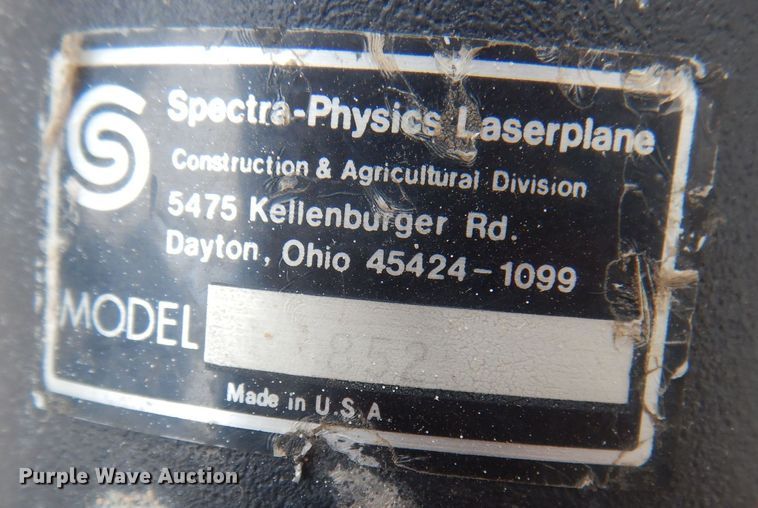 Spectra-Physics Laserplane
Construction & Agricultural Division
5475 Kellenburger Rd.
Dayton, Ohio 45424-1099
MODEL 852
Made in U.S.A
Purple Wave Auction